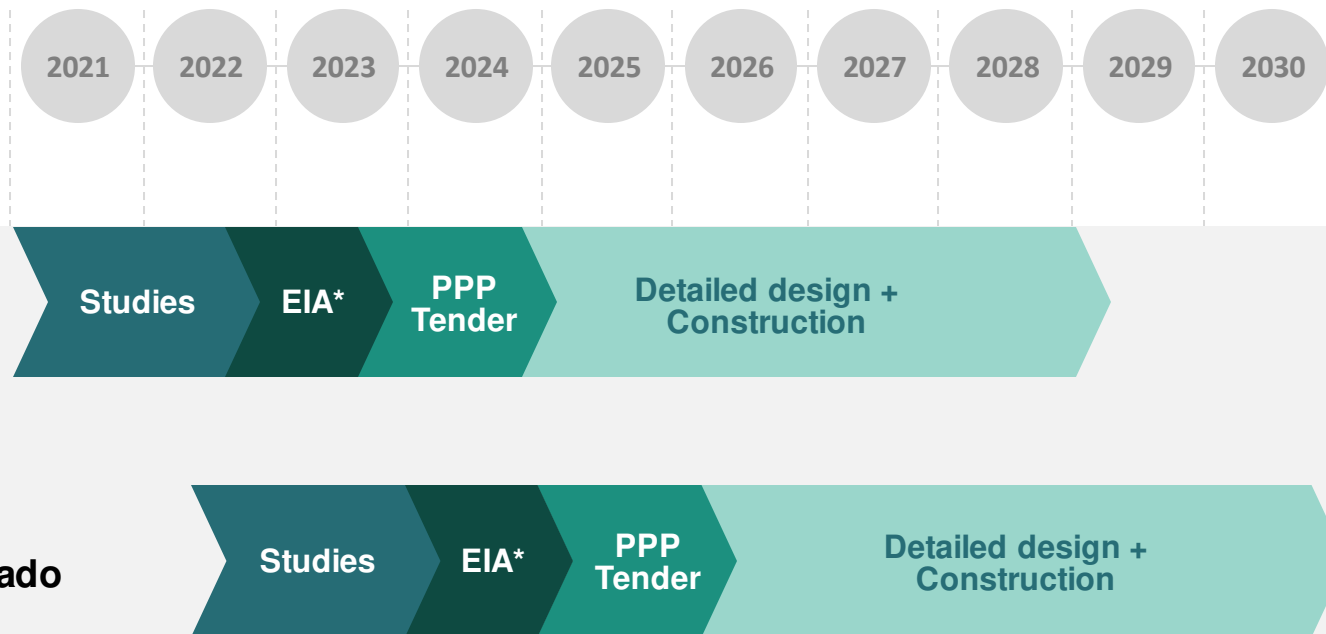 2021 2022 2023 2024 2025 2026 2027 2028 2029 2030
Studies
EIA*
PPP
Tender
Detailed design +
Construction
ado
Studies
EIA*
PPP
Tender
Detailed design +
Construction